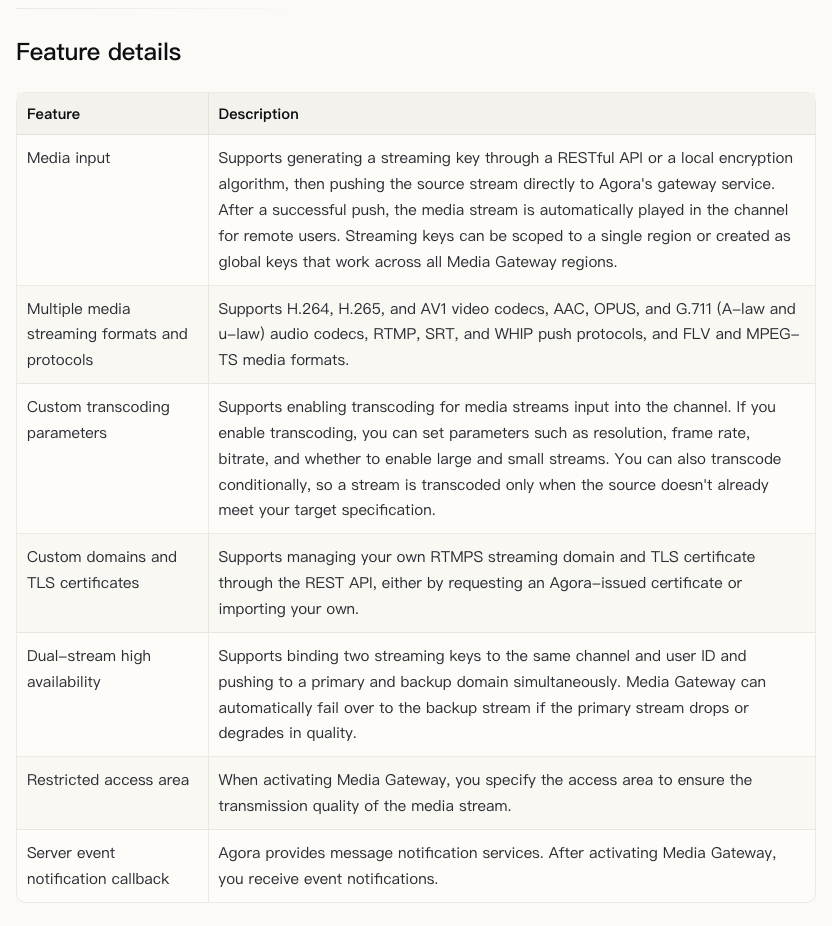 Feature details
Feature
Description
Media input
Supports generating a streaming key through a RESTful API or a local encryption
algorithm, then pushing the source stream directly to Agora's gateway service.
After a successful push, the media stream is automatically played in the channel
for remote users. Streaming keys can be scoped to a single region or created as
global keys that work across all Media Gateway regions.
Multiple media
streaming formats and
protocols
Supports H.264, H.265, and AV1 video codecs, AAC, OPUS, and G.711 (A-law and
u-law) audio codecs, RTMP, SRT, and WHIP push protocols, and FLV and MPEG-
TS media formats.
Custom transcoding
parameters
Supports enabling transcoding for media streams input into the channel. If you
enable transcoding, you can set parameters such as resolution, frame rate,
bitrate, and whether to enable large and small streams. You can also transcode
conditionally, so a stream is transcoded only when the source doesn't already
meet your target specification.
Custom domains and
TLS certificates
Supports managing your own RTMPS streaming domain and TLS certificate
through the REST API, either by requesting an Agora-issued certificate or
importing your own.
Dual-stream high
availability
Supports binding two streaming keys to the same channel and user ID and
pushing to a primary and backup domain simultaneously. Media Gateway can
automatically fail over to the backup stream if the primary stream drops or
degrades in quality.
Restricted access area
When activating Media Gateway, you specify the access area to ensure the
transmission quality of the media stream.
Server event
notification callback
Agora provides message notification services. After activating Media Gateway,
you receive event notifications.